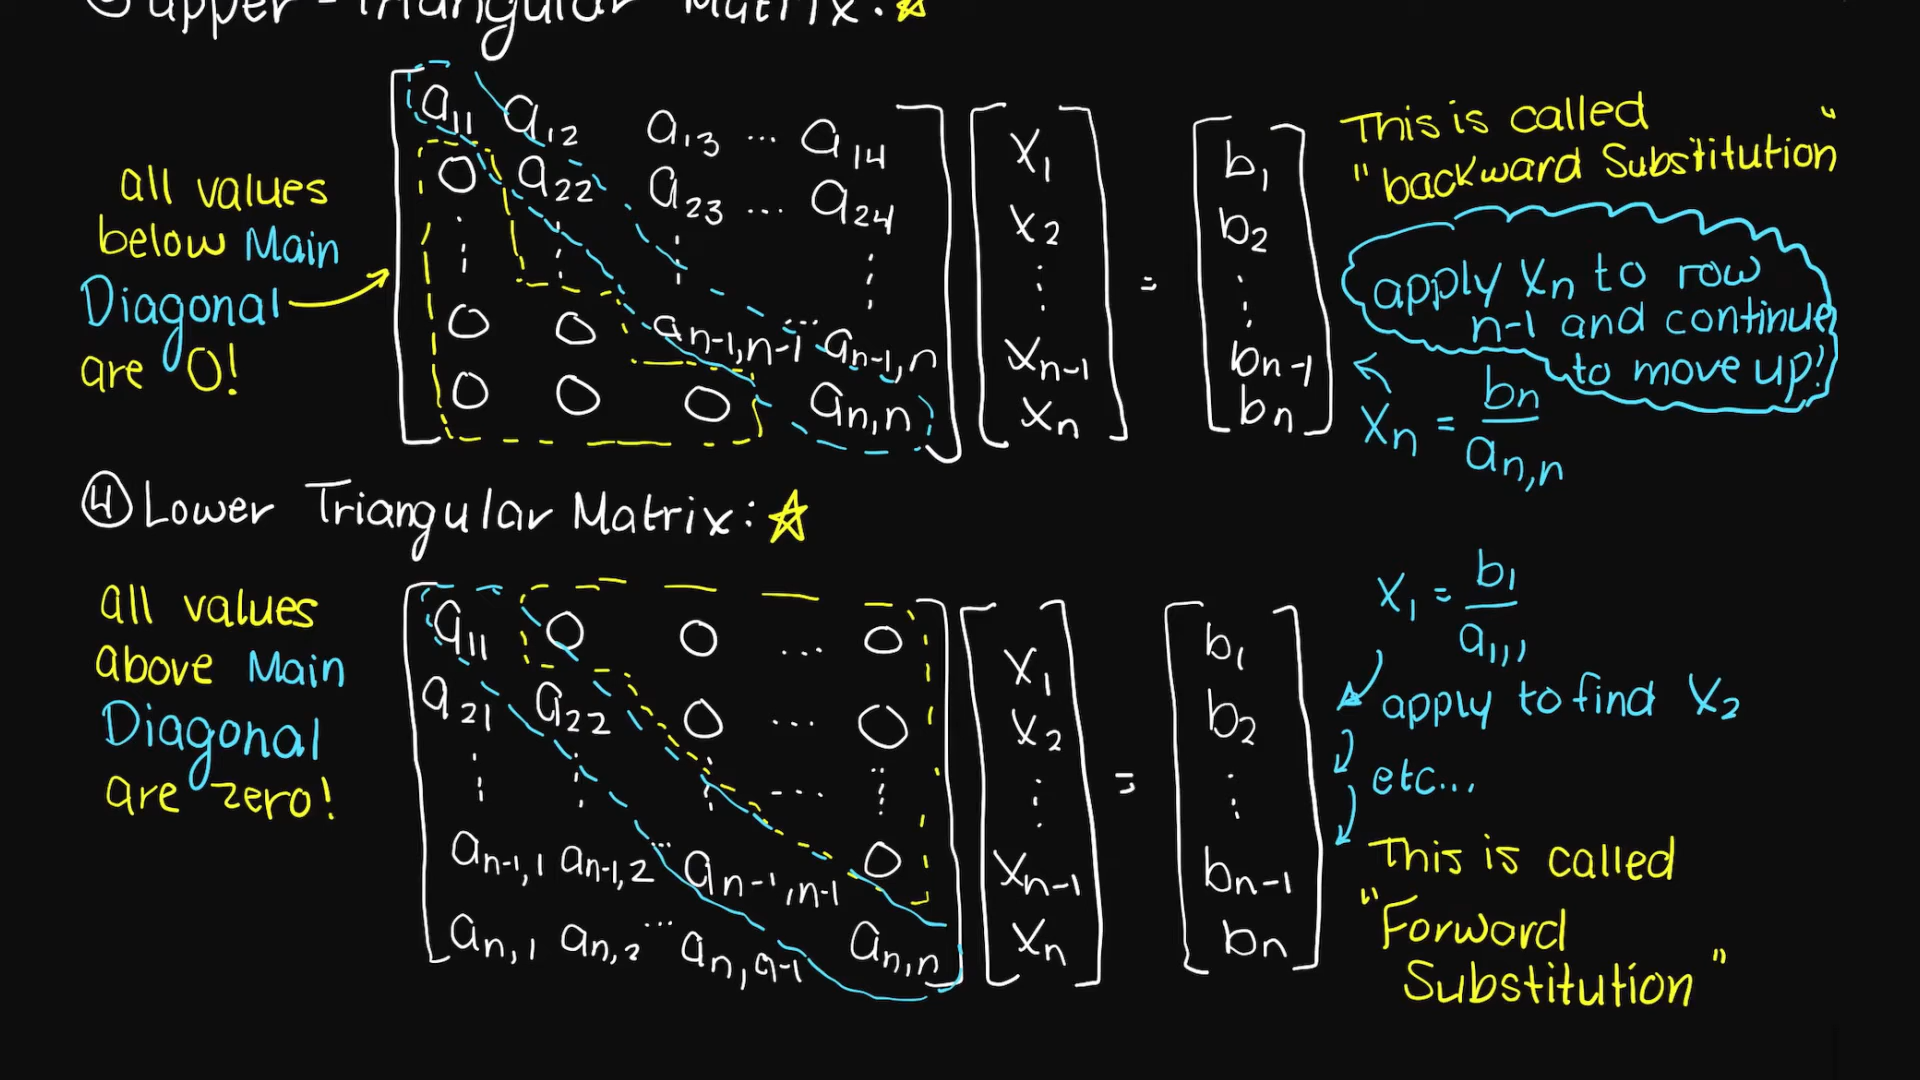 Upper-Triangular Matrix:
all values
below Main
Diagonal
are 0!
a11 a12 a13 ... a14
0 a22 a23 ... a24
0 0 an-1,n-1 ... an-1,n
0 0 0 an,n
x1
x2
xn-1
xn
=
b1
b2
bn-1
bn
This is called
"backward Substitution"
apply xn to row
n-1 and continue
to move up!
xn = bn
an,n
④ Lower Triangular Matrix:
all values
above Main
Diagonal
are zero!
a11 0 0 ... 0
a21 a22 0 ... 0
...
an-1,1 an-1,2 ... an-1,n-1 0
an,1 an,2 ... an,n-1 an,n
x1
x2
xn-1
xn
=
b1
b2
bn-1
bn
x1 = b1
a1,1
apply to find x2
etc...
This is called
"Forward
Substitution"